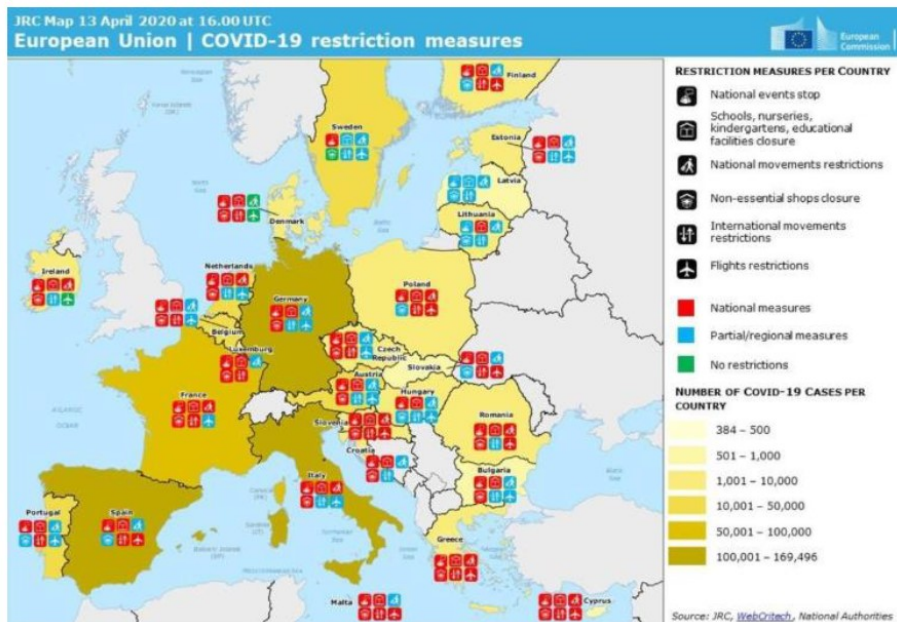 JRC Map 13 April 2020 at 16.00 UTC
European Union | COVID-19 restriction measures
European
Commission
Finland
Sweden
Estonia
Latvia
Lithuania
Denmark
Ireland
Netherlands
Germany
Poland
Belgium
Luxemburg
Czech
Republic
Slovakia
France
Austria
Hungary
Slovenia
Romania
Croatia
Italy
Bulgaria
Portugal
Spain
Greece
Malta
Cyprus
ATLANTIC
OCEAN
MEDITERRANEAN SEA
RESTRICTION MEASURES PER COUNTRY
National events stop
Schools, nurseries,
kindergartens, educational
facilities closure
National movements restrictions
Non-essential shops closure
International movements
restrictions
Flights restrictions
National measures
Partial/regional measures
No restrictions
NUMBER OF COVID-19 CASES PER
COUNTRY
384 – 500
501 – 1,000
1,001 – 10,000
10,001 – 50,000
50,001 – 100,000
100,001 – 169,496
Source: JRC, WebCritech, National Authorities